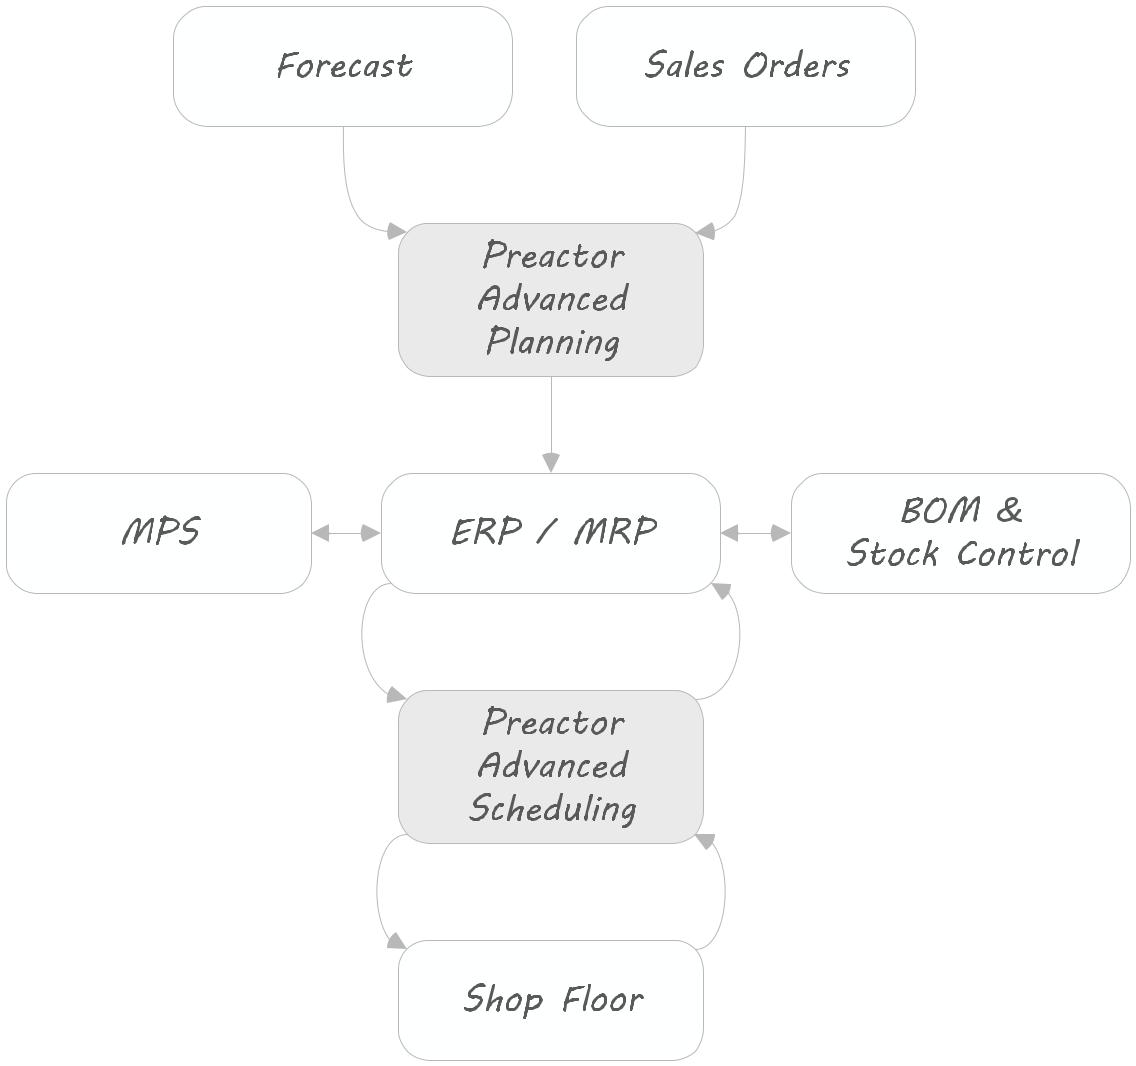 Forecast
Sales Orders
Preactor
Advanced
Planning
MPS
ERP / MRP
BOM &
Stock Control
Preactor
Advanced
Scheduling
Shop Floor